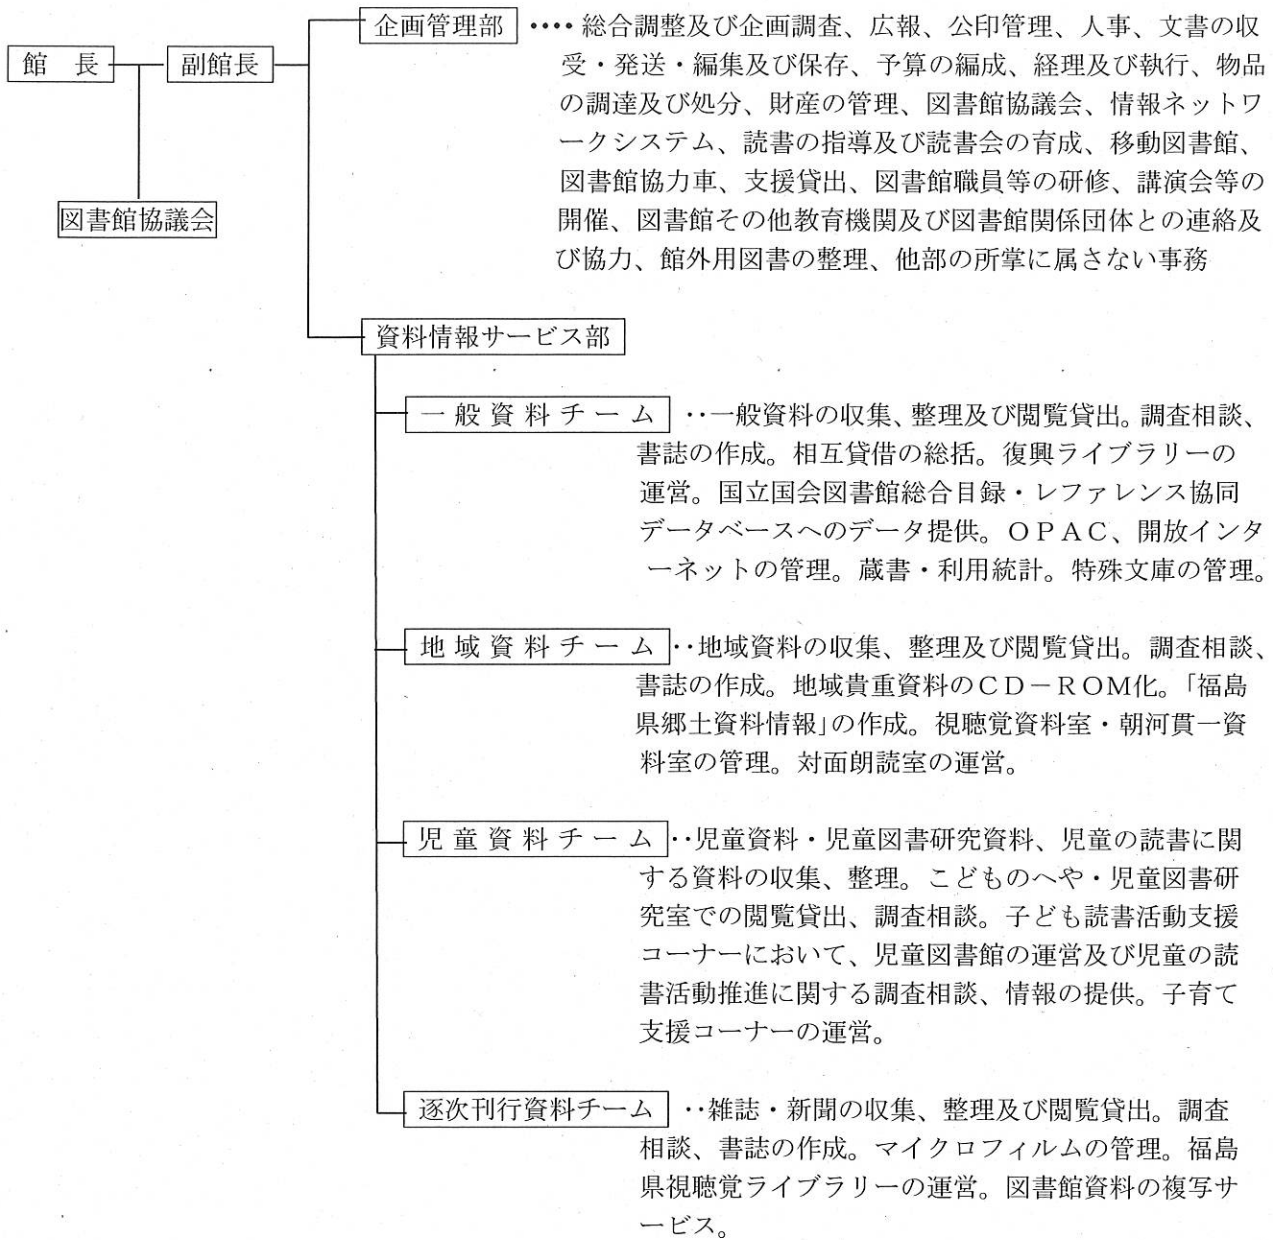 館　長
副館長
図書館協議会
企画管理部
‥‥ 総合調整及び企画調査、広報、公印管理、人事、文書の収
受・発送・編集及び保存、予算の編成、経理及び執行、物品
の調達及び処分、財産の管理、図書館協議会、情報ネットワ
ークシステム、読書の指導及び読書会の育成、移動図書館、
図書館協力車、支援貸出、図書館職員等の研修、講演会等の
開催、図書館その他教育機関及び図書館関係団体との連絡及
び協力、館外用図書の整理、他部の所掌に属さない事務
資料情報サービス部
一般資料チーム
‥一般資料の収集、整理及び閲覧貸出。調査相談、
書誌の作成。相互貸借の総括。復興ライブラリーの
運営。国立国会図書館総合目録・レファレンス協同
データベースへのデータ提供。ＯＰＡＣ、開放インタ
ーネットの管理。蔵書・利用統計。特殊文庫の管理。
地域資料チーム
‥地域資料の収集、整理及び閲覧貸出。調査相談、
書誌の作成。地域貴重資料のＣＤ－ＲＯＭ化。「福島
県郷土資料情報」の作成。視聴覚資料室・朝河貫一資
料室の管理。対面朗読室の運営。
児童資料チーム
‥児童資料・児童図書研究資料、児童の読書に関
する資料の収集、整理。こどものへや・児童図書研
究室での閲覧貸出、調査相談。子ども読書活動支援
コーナーにおいて、児童図書館の運営及び児童の読
書活動推進に関する調査相談、情報の提供。子育て
支援コーナーの運営。
逐次刊行資料チーム
‥雑誌・新聞の収集、整理及び閲覧貸出。調査
相談、書誌の作成。マイクロフィルムの管理。福島
県視聴覚ライブラリーの運営。図書館資料の複写サ
ービス。